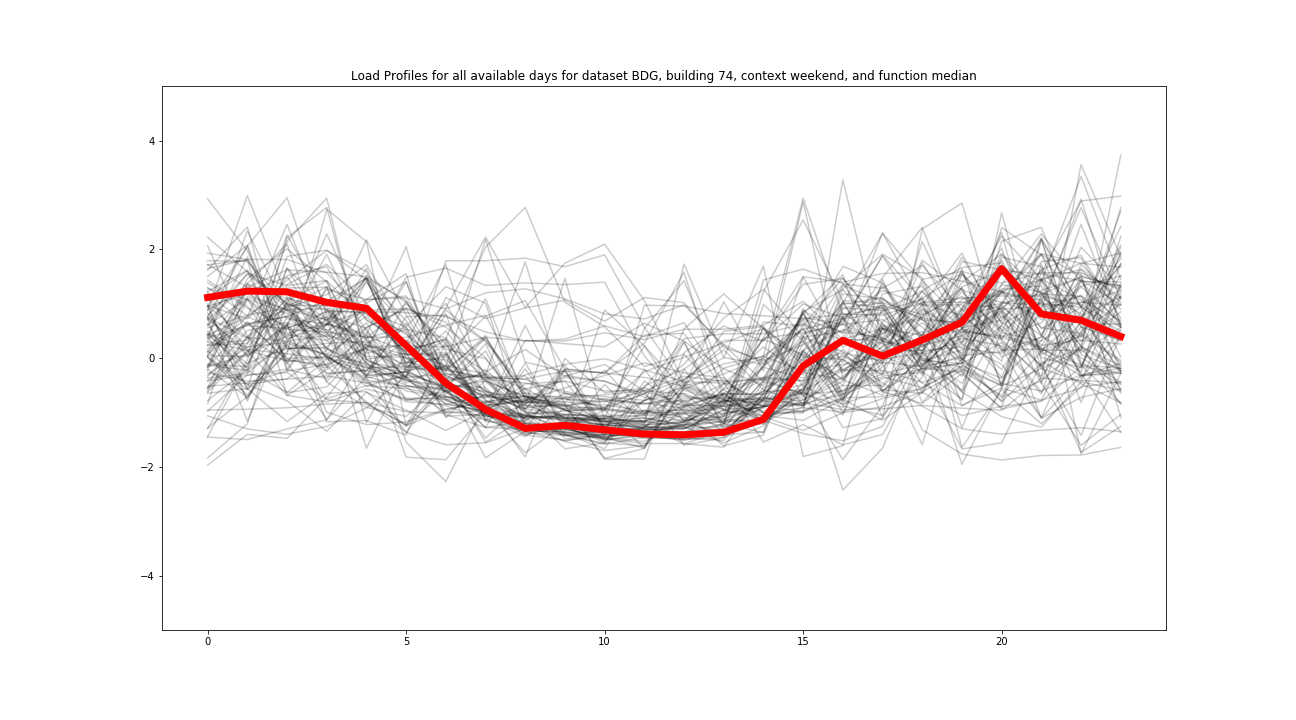 Load Profiles for all available days for dataset BDG, building 74, context weekend, and function median
4
2
0
−2
−4
0 5 10 15 20